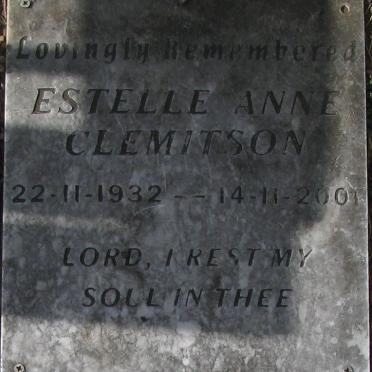 Lovingly Remembered
ESTELLE ANNE
CLEMITSON
22-11-1932 -- 14-11-2001
LORD, I REST MY
SOUL IN THEE